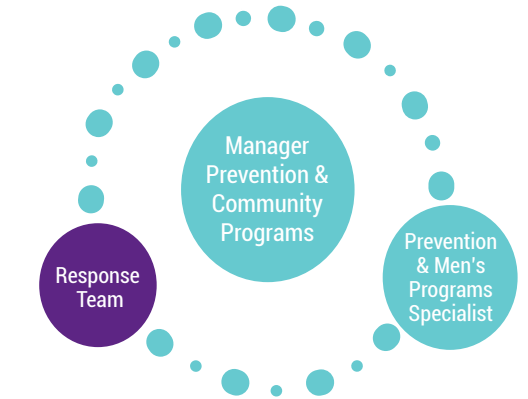 Manager
Prevention &
Community
Programs
Response
Team
Prevention
& Men's
Programs
Specialist